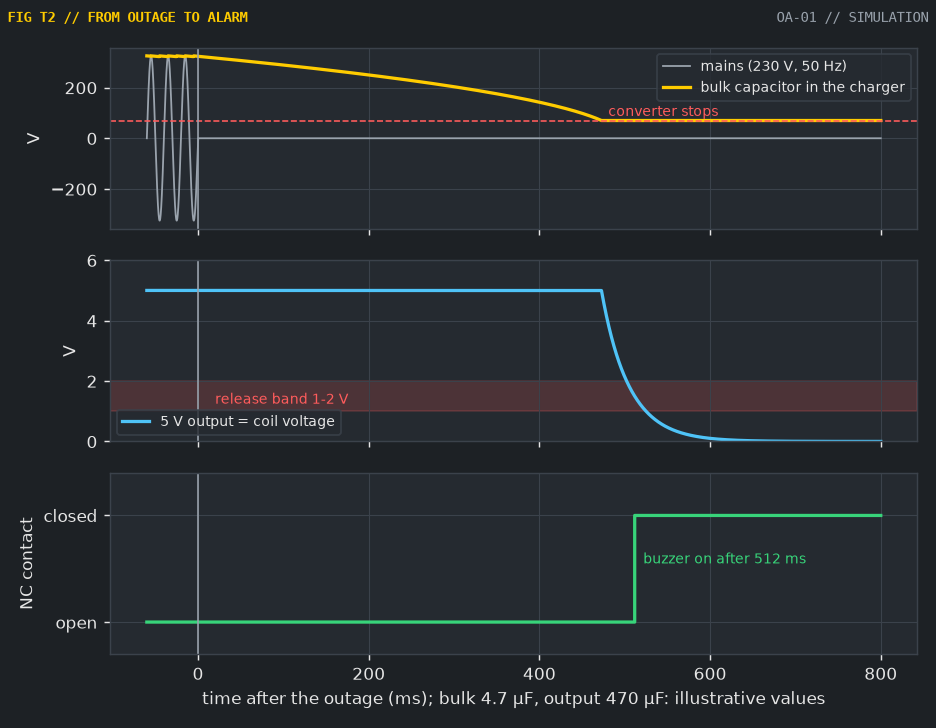 FIG T2 // FROM OUTAGE TO ALARM
OA-01 // SIMULATION
mains (230 V, 50 Hz)
bulk capacitor in the charger
converter stops
200
0
−200
V
6
4
2
0
V
release band 1-2 V
5 V output = coil voltage
closed
open
NC contact
buzzer on after 512 ms
0
200
400
600
800
time after the outage (ms); bulk 4.7 µF, output 470 µF: illustrative values